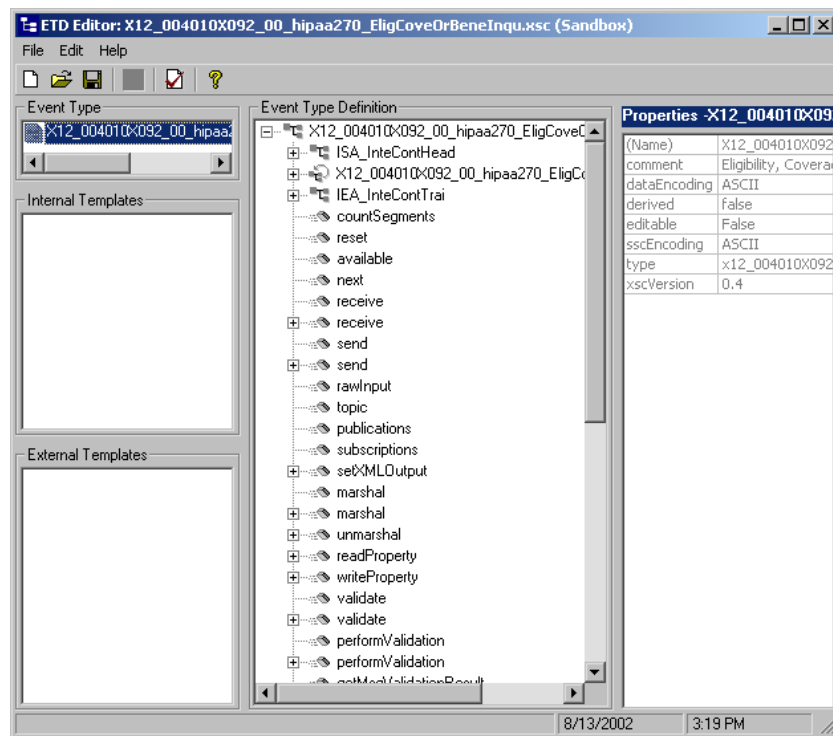 ETD Editor: X12_004010X092_00_hipaa270_EligCoveOrBeneInqu.xsc (Sandbox)
File Edit Help
Event Type
X12_004010X092_00_hipaa2
Internal Templates
External Templates
Event Type Definition
X12_004010X092_00_hipaa270_EligCoveO
ISA_InteContHead
X12_004010X092_00_hipaa270_EligCo
IEA_InteContTrai
countSegments
reset
available
next
receive
receive
send
send
rawInput
topic
publications
subscriptions
setXMLOutput
marshal
marshal
unmarshal
readProperty
writeProperty
validate
validate
performValidation
performValidation
getMsgValidationResult
Properties -X12_004010X09
(Name) X12_004010X092
comment Eligibility, Covera
dataEncoding ASCII
derived false
editable False
sscEncoding ASCII
type x12_004010X092
xscVersion 0.4
8/13/2002 3:19 PM